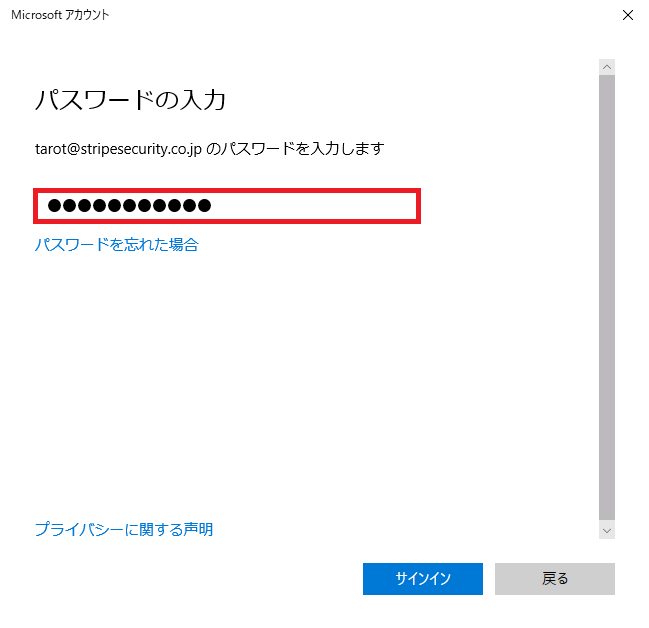 Microsoft アカウント
パスワードの入力
tarot@stripesecurity.co.jp のパスワードを入力します
●●●●●●●●●●●
パスワードを忘れた場合
プライバシーに関する声明
サインイン
戻る